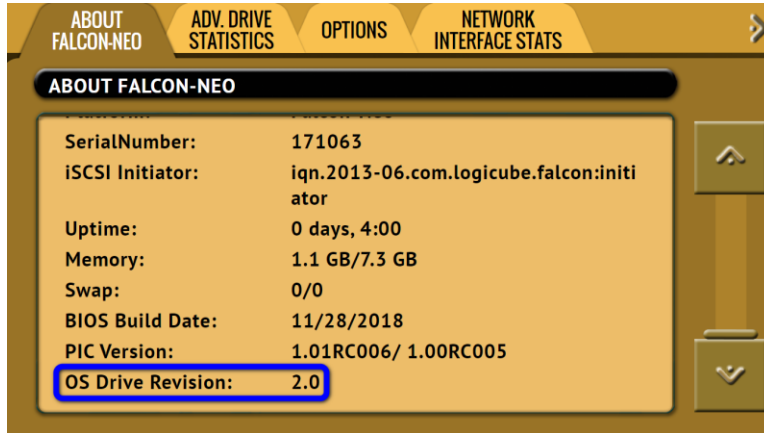 ABOUT
FALCON-NEO
ADV. DRIVE
STATISTICS
OPTIONS
NETWORK
INTERFACE STATS
ABOUT FALCON-NEO
SerialNumber: 171063
iSCSI Initiator: iqn.2013-06.com.logicube.falcon:initi
ator
Uptime: 0 days, 4:00
Memory: 1.1 GB/7.3 GB
Swap: 0/0
BIOS Build Date: 11/28/2018
PIC Version: 1.01RC006/ 1.00RC005
OS Drive Revision: 2.0